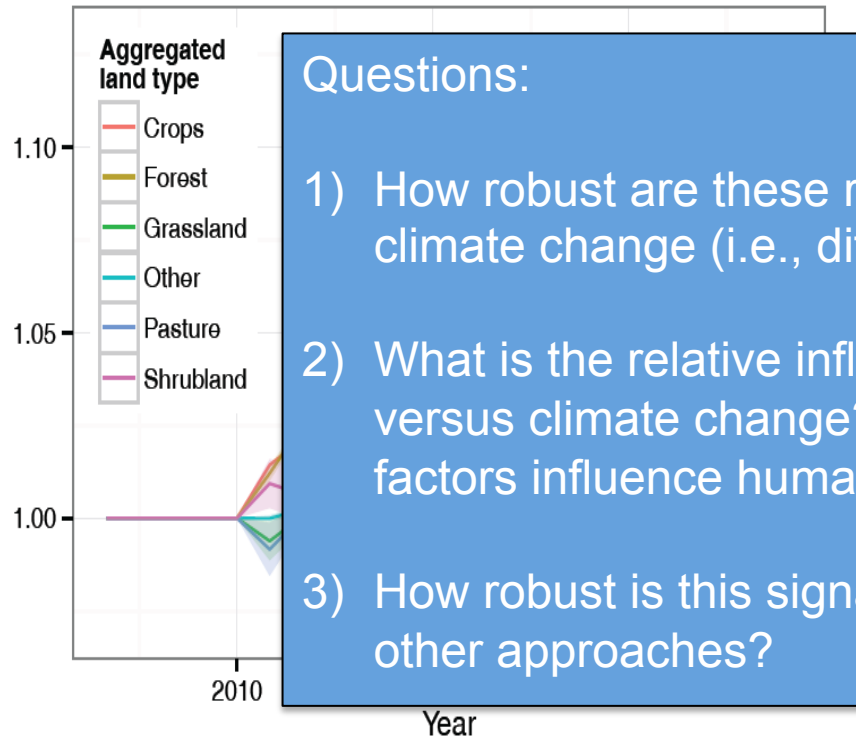 Aggregated
land type
Crops
Forest
Grassland
Other
Pasture
Shrubland
1.10
1.05
1.00
2010
Year
Questions:
1) How robust are these
climate change (i.e.,
2) What is the relative
versus climate change?
factors influence
3) How robust is this
other approaches?